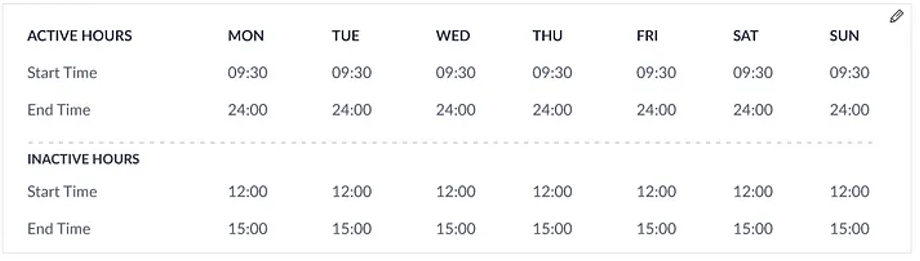 ACTIVE HOURS MON TUE WED THU FRI SAT SUN
Start Time 09:30 09:30 09:30 09:30 09:30 09:30 09:30
End Time 24:00 24:00 24:00 24:00 24:00 24:00 24:00
INACTIVE HOURS
Start Time 12:00 12:00 12:00 12:00 12:00 12:00 12:00
End Time 15:00 15:00 15:00 15:00 15:00 15:00 15:00